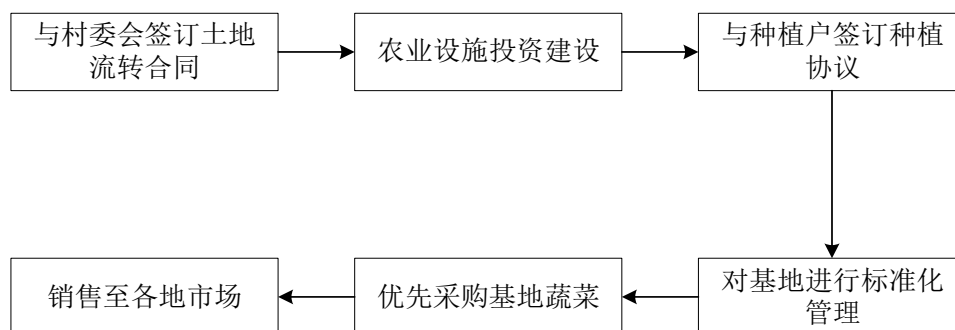 与村委会签订土地
流转合同
农业设施投资建设
与种植户签订种植
协议
对基地进行标准化
管理
优先采购基地蔬菜
销售至各地市场